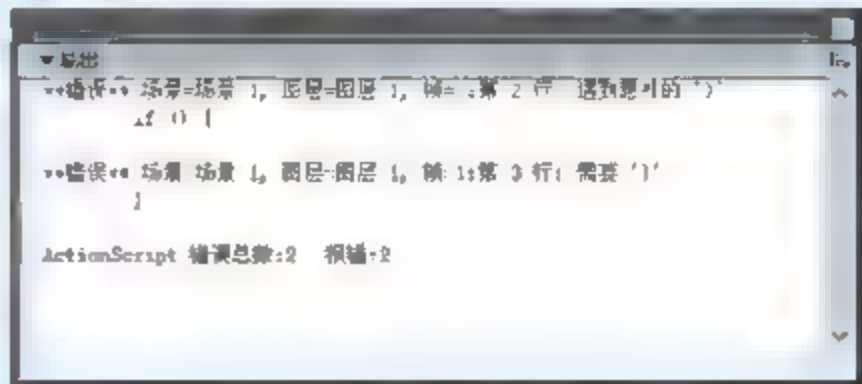 ▼输出
**错误** 场景=场景 1, 图层=图层 1, 帧= :第 2 行 遇到意外的 ')'
if () {
**错误** 场景 场景 1, 图层=图层 1, 帧 1:第 3 行: 需要 ')'
}
ActionScript 错误总数:2 报错:2